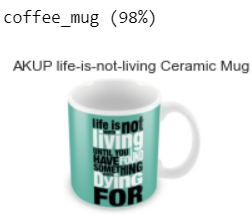 coffee_mug (98%)
AKUP life-is-not-living Ceramic Mug
life is not
living
UNTIL YOU
HAVE FOUND
SOMETHING
Dying
FOR